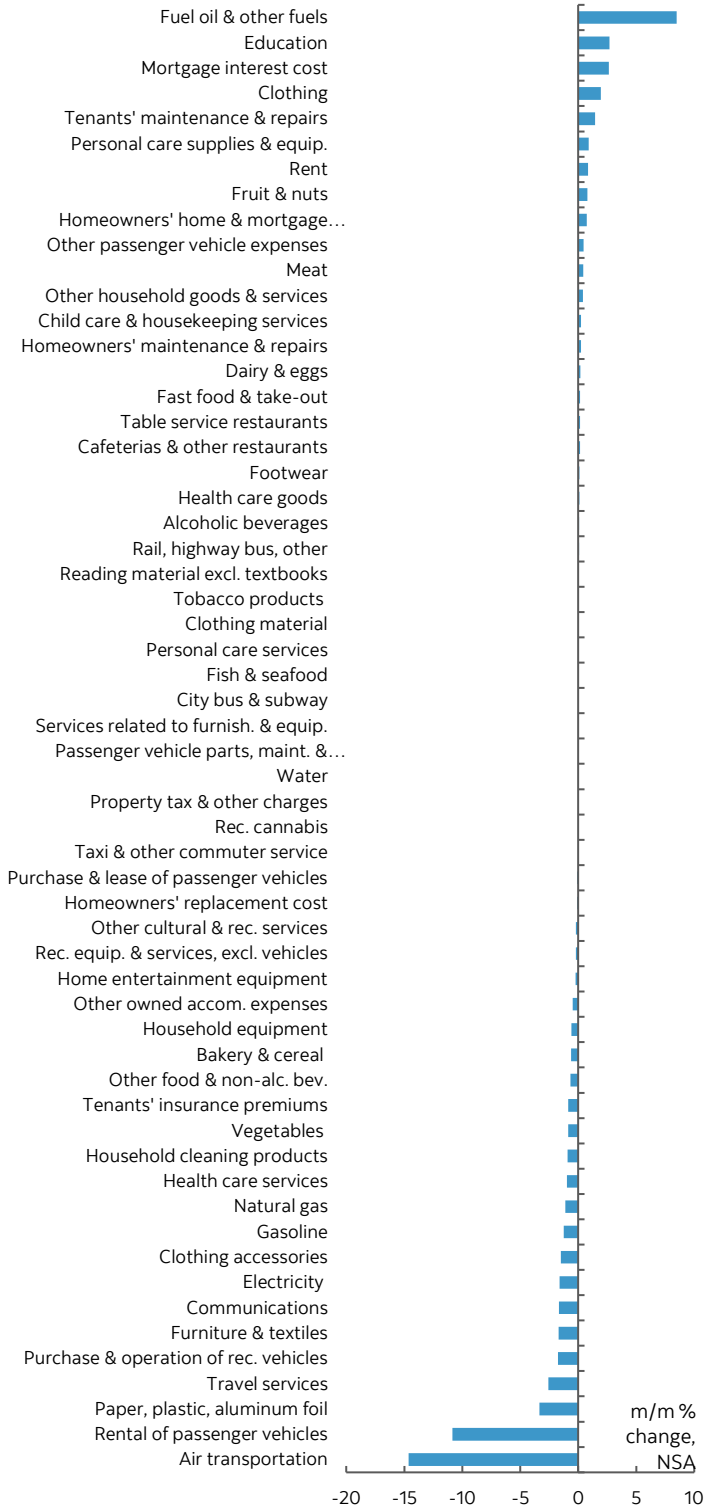 Fuel oil & other fuels
Education
Mortgage interest cost
Clothing
Tenants' maintenance & repairs
Personal care supplies & equip.
Rent
Fruit & nuts
Homeowners' home & mortgage…
Other passenger vehicle expenses
Meat
Other household goods & services
Child care & housekeeping services
Homeowners' maintenance & repairs
Dairy & eggs
Fast food & take-out
Table service restaurants
Cafeterias & other restaurants
Footwear
Health care goods
Alcoholic beverages
Rail, highway bus, other
Reading material excl. textbooks
Tobacco products
Clothing material
Personal care services
Fish & seafood
City bus & subway
Services related to furnish. & equip.
Passenger vehicle parts, maint. &…
Water
Property tax & other charges
Rec. cannabis
Taxi & other commuter service
Purchase & lease of passenger vehicles
Homeowners' replacement cost
Other cultural & rec. services
Rec. equip. & services, excl. vehicles
Home entertainment equipment
Other owned accom. expenses
Household equipment
Bakery & cereal
Other food & non-alc. bev.
Tenants' insurance premiums
Vegetables
Household cleaning products
Health care services
Natural gas
Gasoline
Clothing accessories
Electricity
Communications
Furniture & textiles
Purchase & operation of rec. vehicles
Travel services
Paper, plastic, aluminum foil
Rental of passenger vehicles
Air transportation
m/m %
change,
NSA
-20 -15 -10 -5 0 5 10